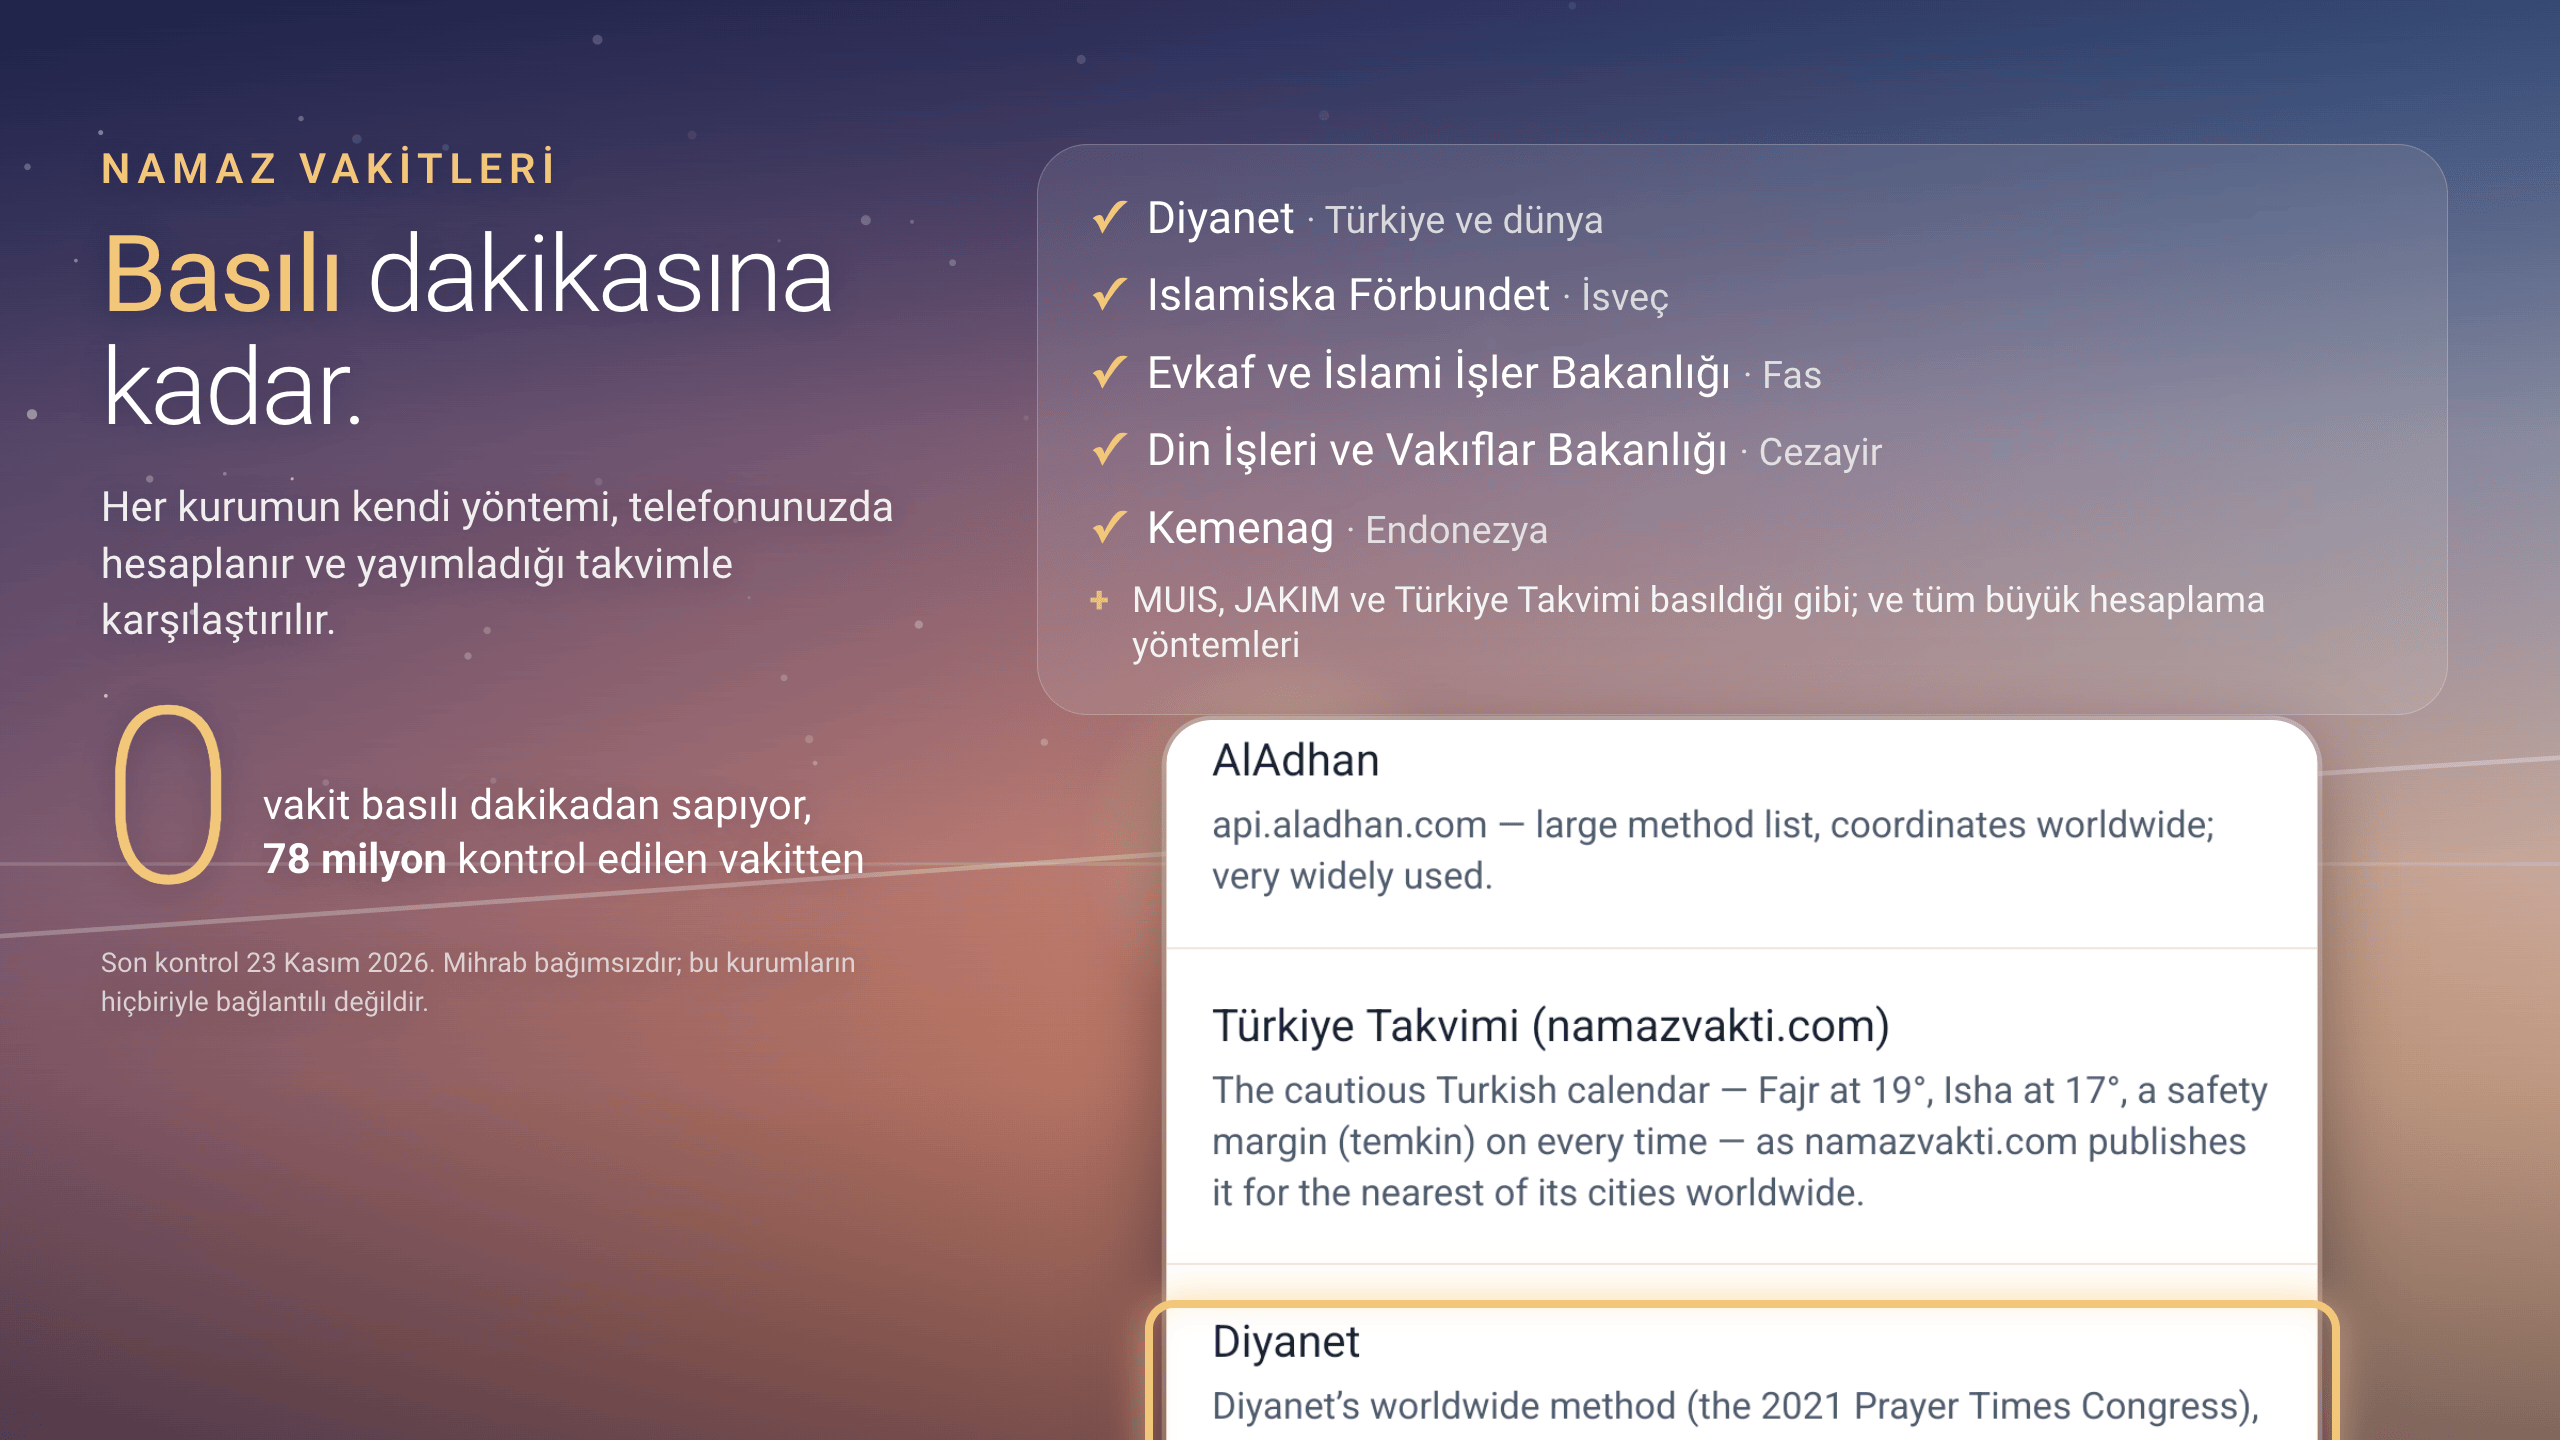 NAMAZ VAKİTLERİ
Basılı dakikasına
kadar.
Her kurumun kendi yöntemi, telefonunuzda
hesaplanır ve yayımladığı takvimle
karşılaştırılır.
0
vakit basılı dakikadan sapıyor,
78 milyon kontrol edilen vakitten
Son kontrol 23 Kasım 2026. Mihrab bağımsızdır; bu kurumların
hiçbiriyle bağlantılı değildir.
✓ Diyanet · Türkiye ve dünya
✓ Islamiska Förbundet · İsveç
✓ Evkaf ve İslami İşler Bakanlığı · Fas
✓ Din İşleri ve Vakıflar Bakanlığı · Cezayir
✓ Kemenag · Endonezya
+ MUIS, JAKIM ve Türkiye Takvimi basıldığı gibi; ve tüm büyük hesaplama
yöntemleri
AlAdhan
api.aladhan.com — large method list, coordinates worldwide;
very widely used.
Türkiye Takvimi (namazvakti.com)
The cautious Turkish calendar — Fajr at 19°, Isha at 17°, a safety
margin (temkin) on every time — as namazvakti.com publishes
it for the nearest of its cities worldwide.
Diyanet
Diyanet’s worldwide method (the 2021 Prayer Times Congress),